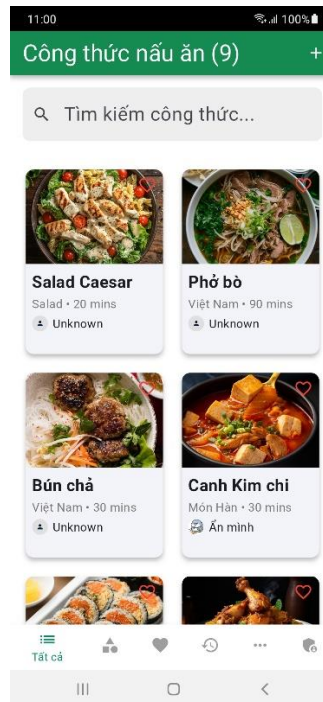 11:00 100%
Công thức nấu ăn (9) +
Tìm kiếm công thức...
Salad Caesar
Salad • 20 mins
Unknown
Phở bò
Việt Nam • 90 mins
Unknown
Bún chả
Việt Nam • 30 mins
Unknown
Canh Kim chi
Món Hàn • 30 mins
Ẩn mình
Tất cả